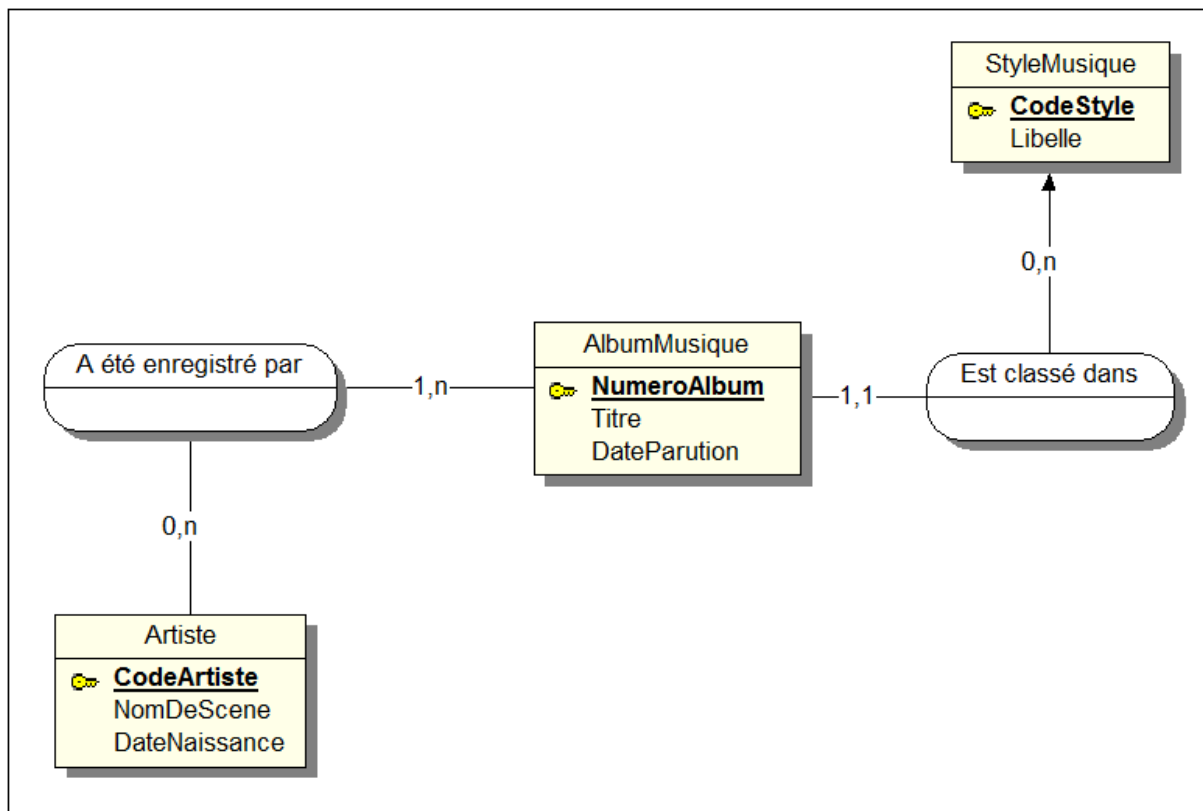 StyleMusique
CodeStyle
Libelle
0,n
A été enregistré par
1,n
AlbumMusique
NumeroAlbum
Titre
DateParution
1,1
Est classé dans
0,n
Artiste
CodeArtiste
NomDeScene
DateNaissance